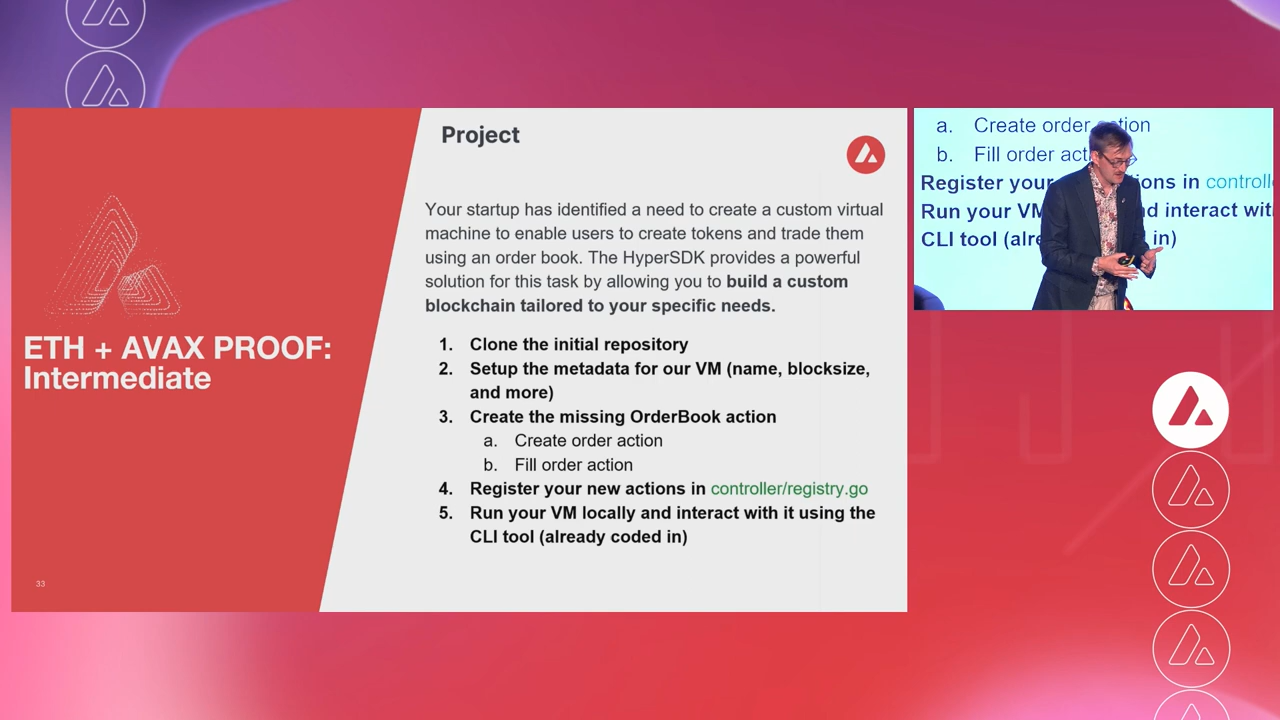 Project
Your startup has identified a need to create a custom virtual
machine to enable users to create tokens and trade them
using an order book. The HyperSDK provides a powerful
solution for this task by allowing you to build a custom
blockchain tailored to your specific needs.
ETH + AVAX PROOF:
Intermediate
1. Clone the initial repository
2. Setup the metadata for our VM (name, blocksize,
and more)
3. Create the missing OrderBook action
a. Create order action
b. Fill order action
4. Register your new actions in controller/registry.go
5. Run your VM locally and interact with it using the
CLI tool (already coded in)
33
a. Create order action
b. Fill order
Register your in
Run your interact
CLI tool in)